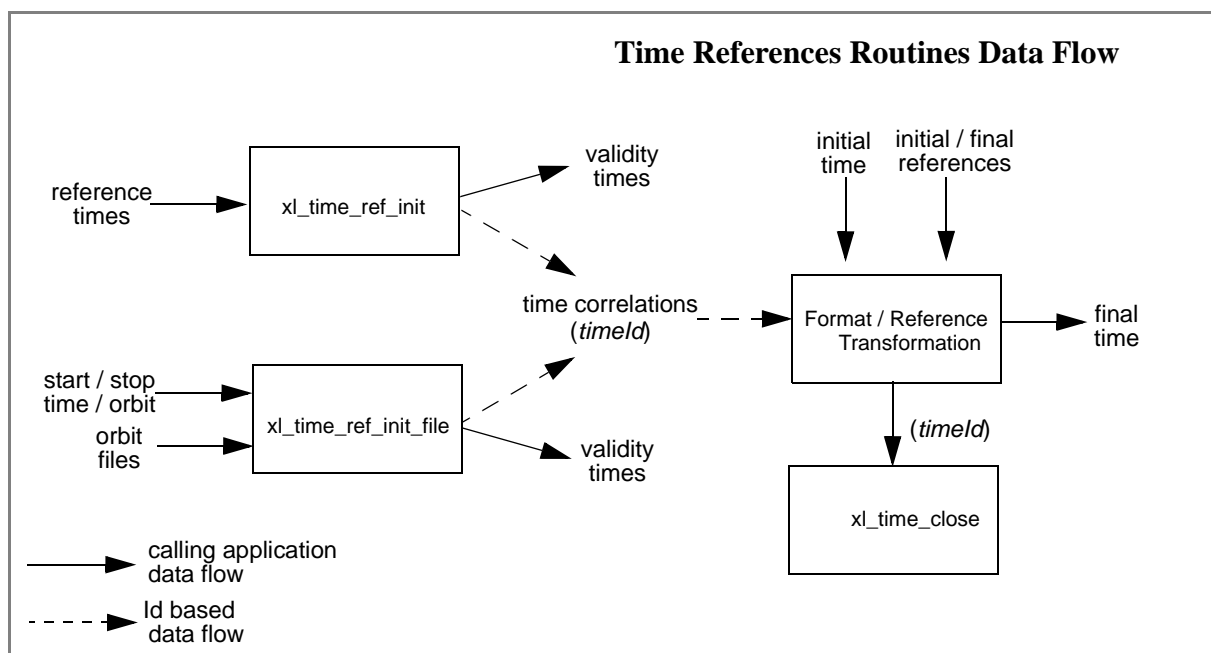 Time References Routines Data Flow
reference
times
xl_time_ref_init
validity
times
initial
time
initial / final
references
time correlations
(timeId)
Format / Reference
Transformation
final
time
start / stop
time / orbit
orbit
files
xl_time_ref_init_file
validity
times
(timeId)
xl_time_close
calling application
data flow
Id based
data flow